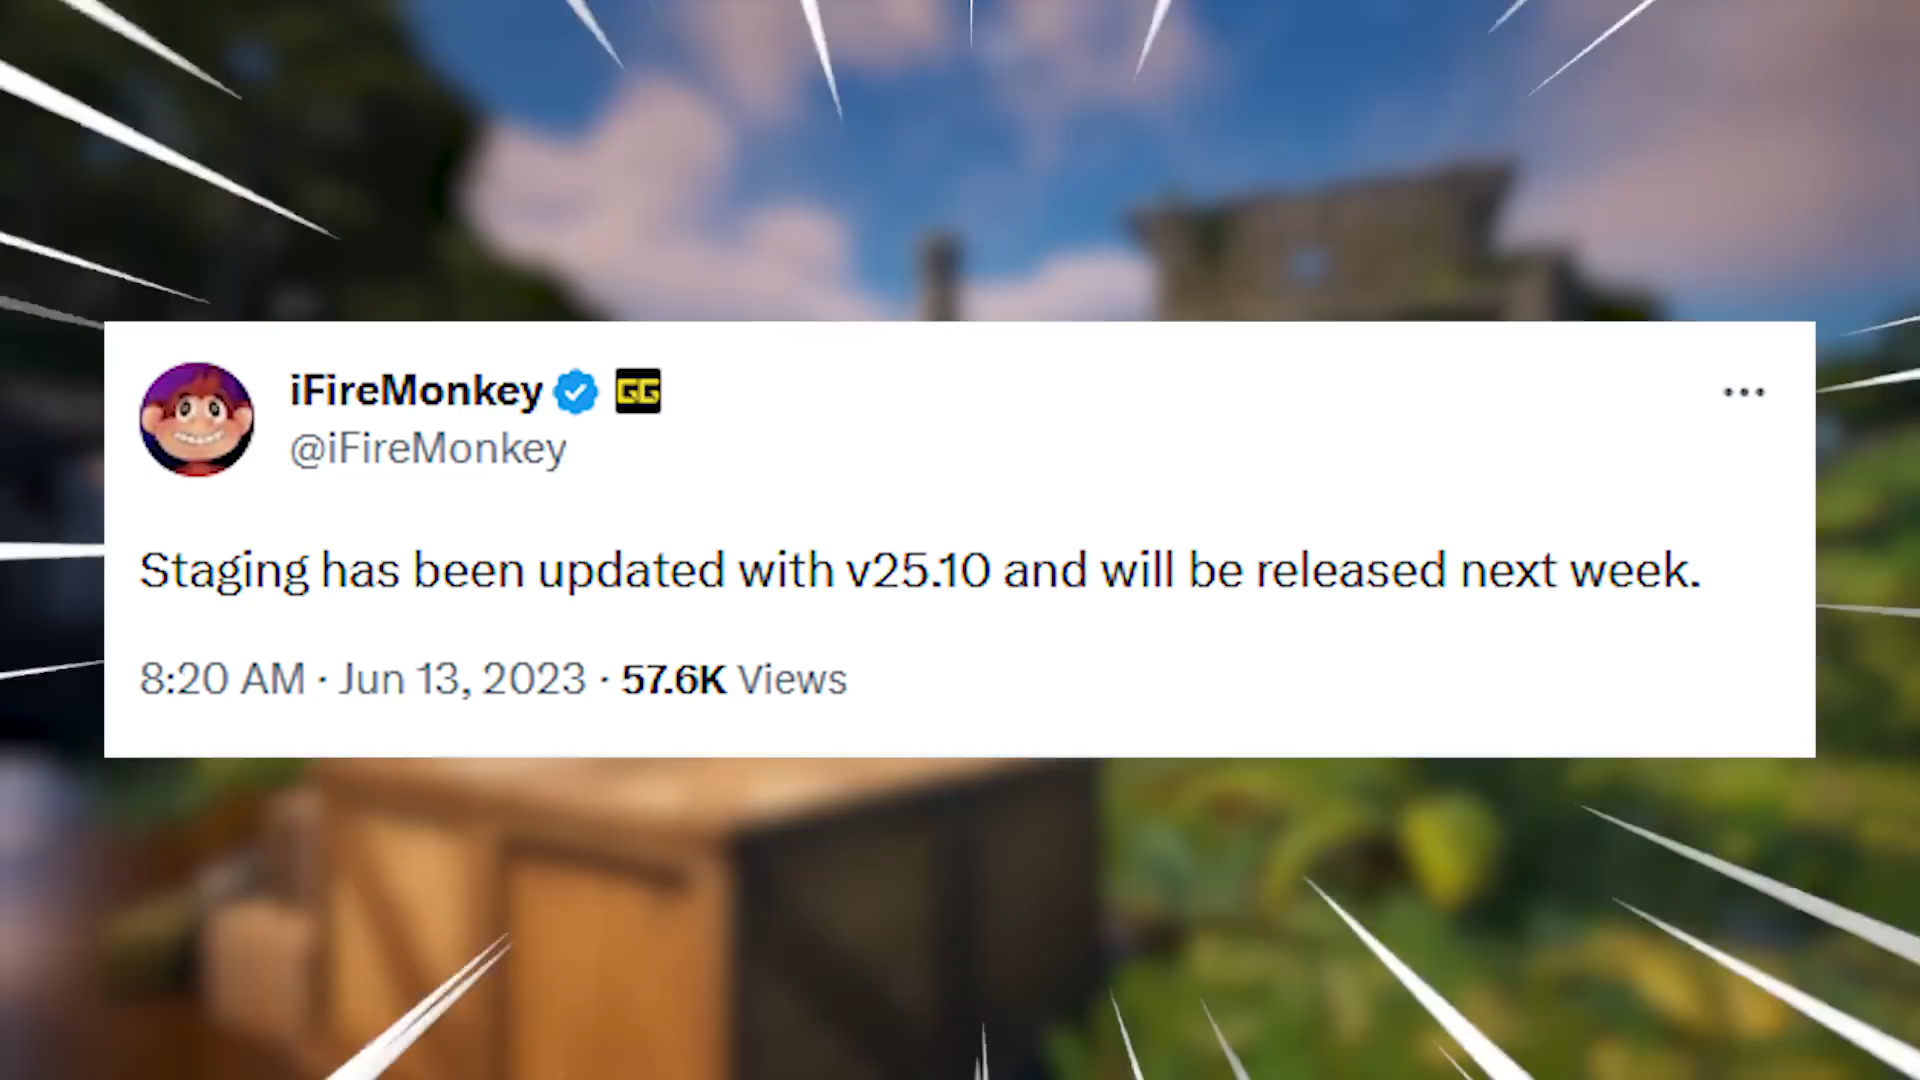 iFireMonkey GG
@iFireMonkey
Staging has been updated with v25.10 and will be released next week.
8:20 AM · Jun 13, 2023 · 57.6K Views